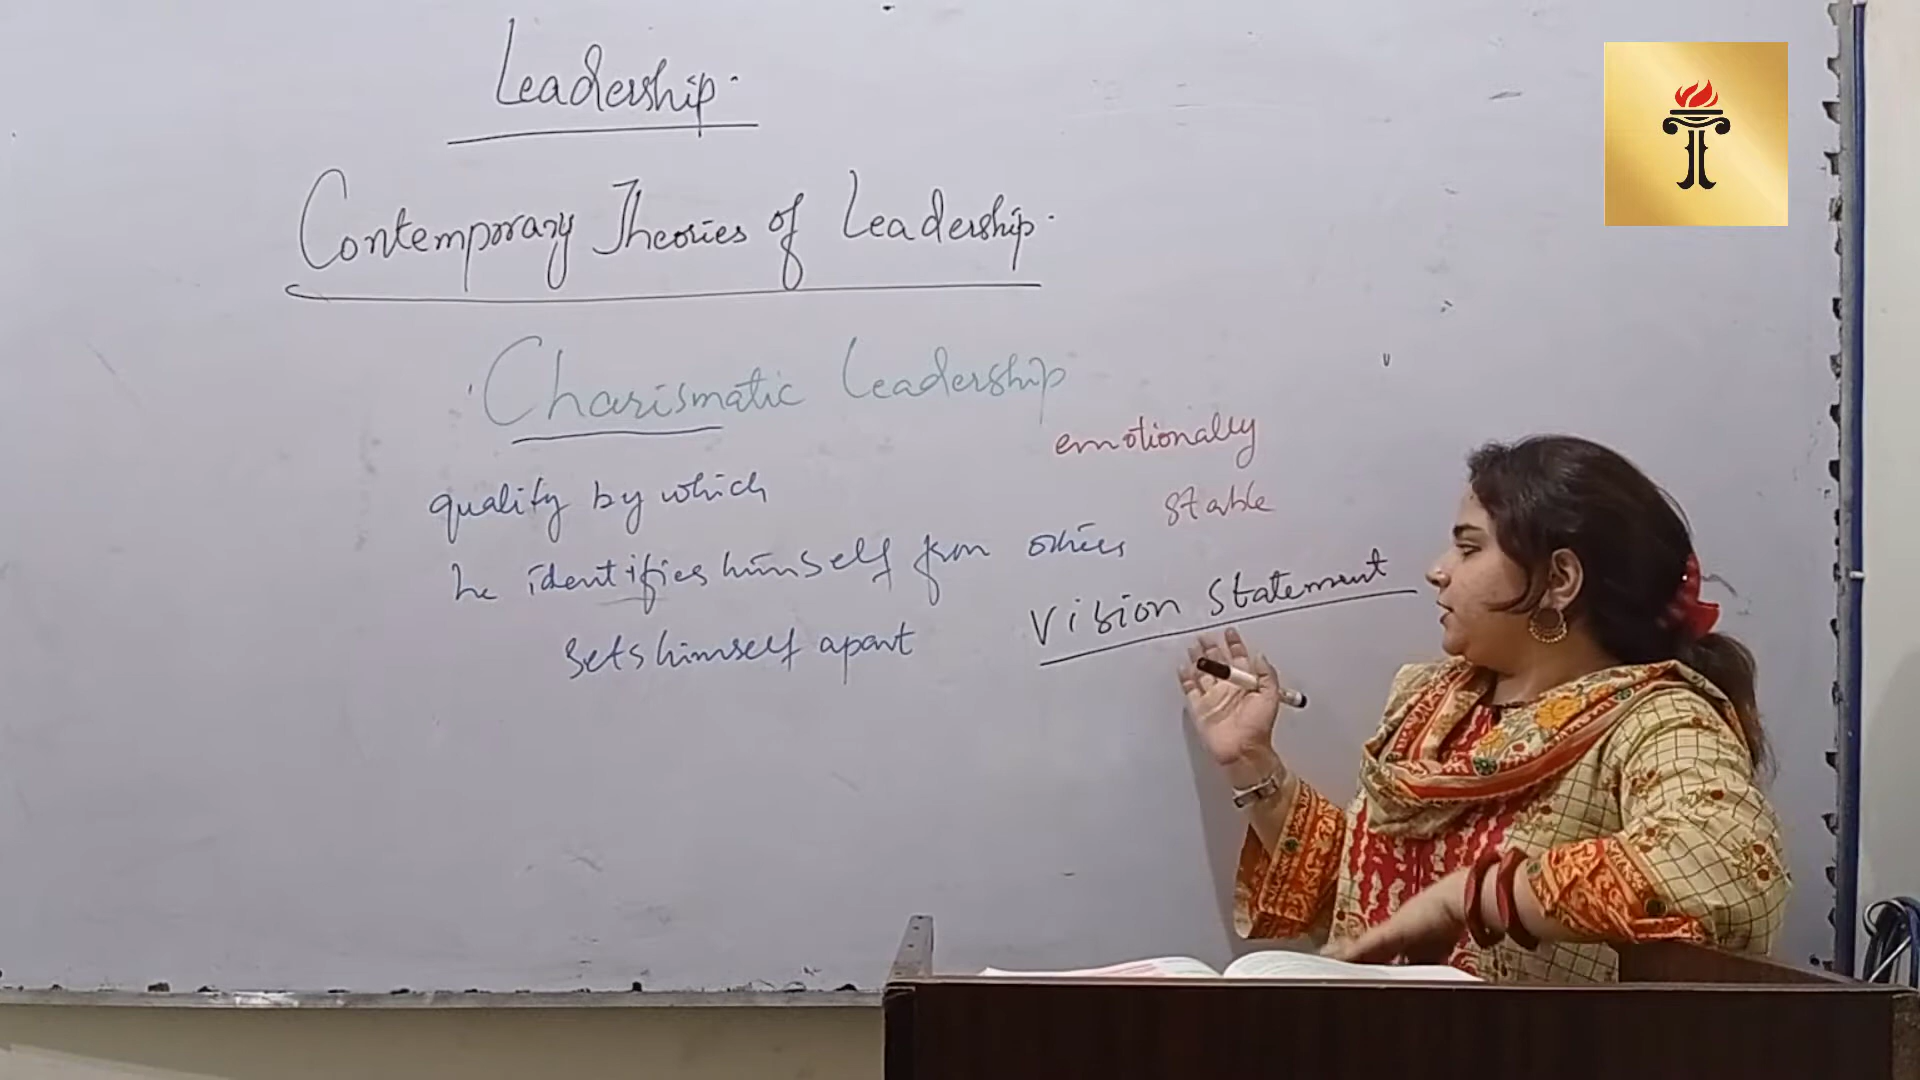 Leadership.
Contemporary Theories of Leadership.
Charismatic Leadership
emotionally
stable
quality by which
he identifies himself from others
sets himself apart
Vision Statement